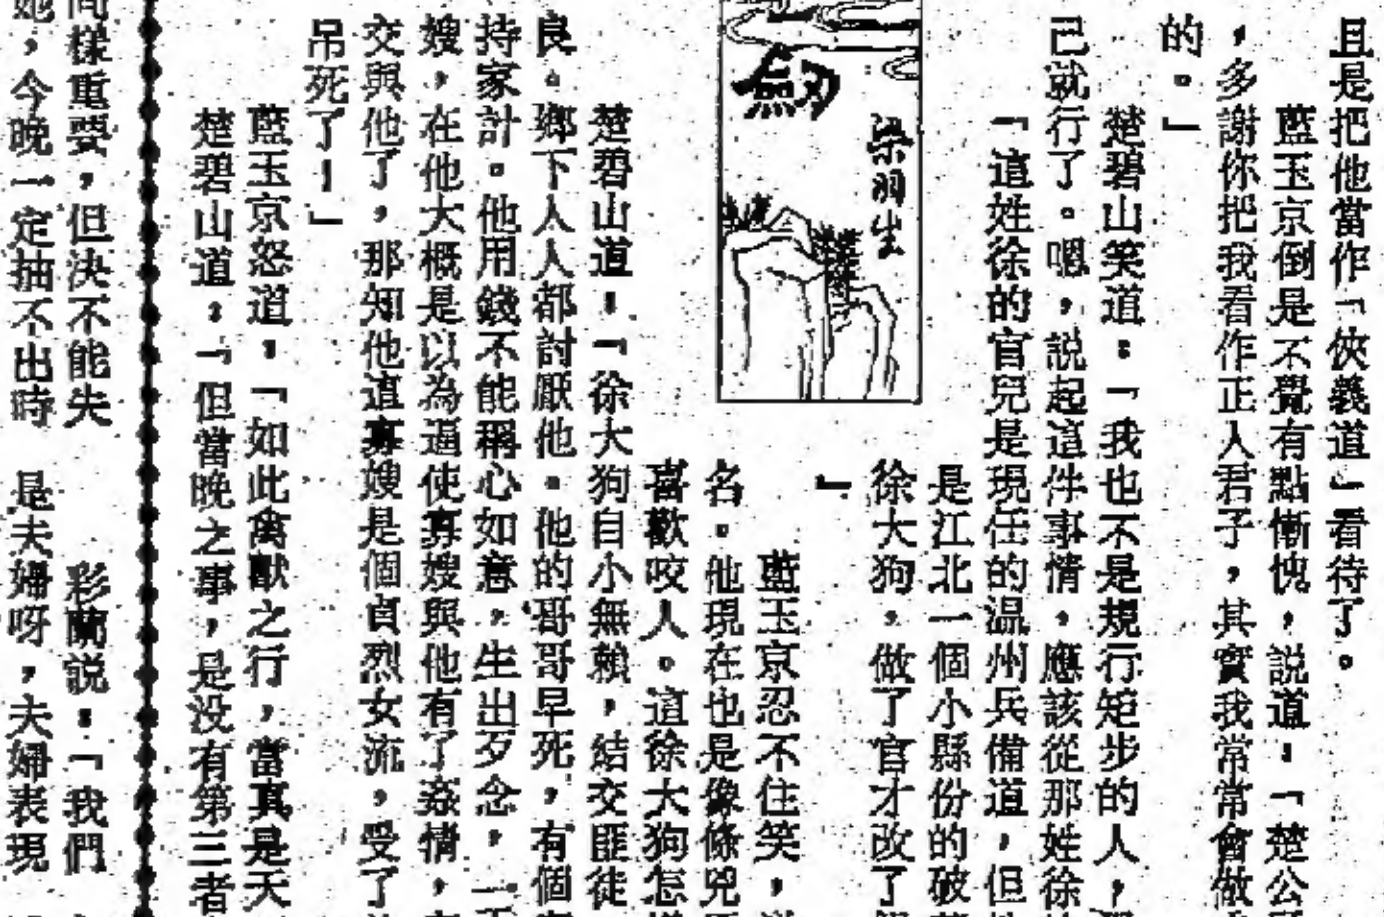 且是把他當作「俠義道」看待了。
藍玉京倒是不覺有點慚愧，說道：「楚公
，多謝你把我看作正人君子，其實我常常會做
的。」
楚碧山笑道：「我也不是規行矩步的人，
己就行了。嗯，說起這件事情，應該從那姓徐
「這姓徐的官兒是現任的温州兵備道，但
是江北一個小縣份的破
徐大狗，做了官才改了
」
劍
梁羽生
藍玉京忍不住笑，
名。他現在也是像條兇
喜歡咬人。這徐大狗怎
楚碧山道：「徐大狗自小無賴，結交匪徒
良。鄉下人人都討厭他。他的哥哥早死，有個
持家計。他用錢不能稱心如意，生出歹念，一
嫂，在他大概是以為逼使寡嫂與他有了姦情，
交與他了，那知他這寡嫂是個貞烈女流，受了
吊死了！」
藍玉京怒道：「如此禽獸之行，當真是天
楚碧山道：「但當晚之事，是没有第三者
同樣重要，但決不能失
她，今晚一定抽不出時
彩蘭說：「我們
是夫婦呀，夫婦表現